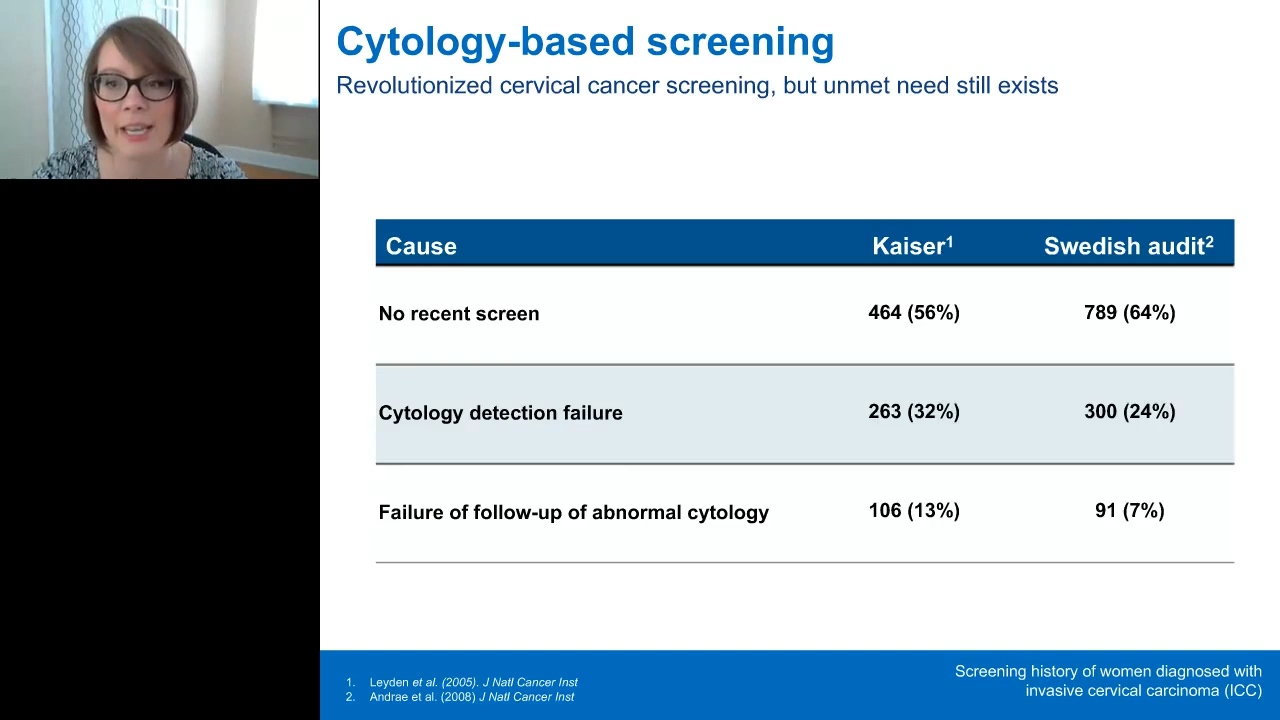 Cytology-based screening
Revolutionized cervical cancer screening, but unmet need still exists
Cause Kaiser¹ Swedish audit²
No recent screen 464 (56%) 789 (64%)
Cytology detection failure 263 (32%) 300 (24%)
Failure of follow-up of abnormal cytology 106 (13%) 91 (7%)
1. Leyden et al. (2005). J Natl Cancer Inst
2. Andrae et al. (2008) J Natl Cancer Inst
Screening history of women diagnosed with
invasive cervical carcinoma (ICC)